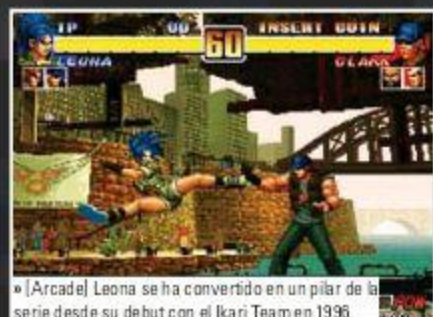 1P 00 60 INSERT COIN
LEONA CLARK
» [Arcade] Leona se ha convertido en un pilar de la
POW
serie desde su debut con el Ikari Team en 1996.